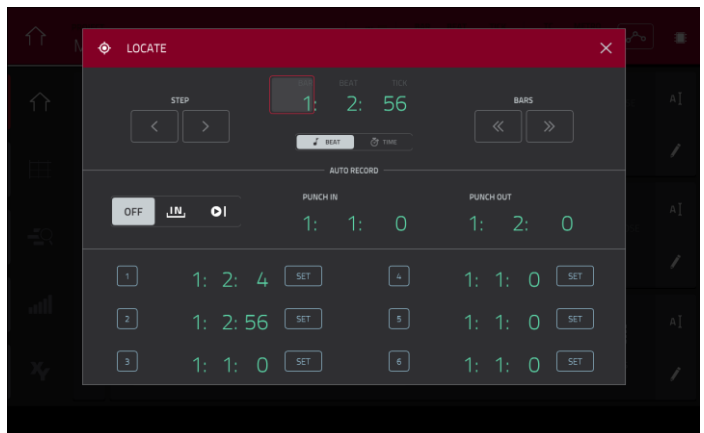 LOCATE
BAR BEAT TICK
STEP
BARS
1: 2: 56
BEAT TIME
AUTO RECORD
PUNCH IN
PUNCH OUT
OFF IN
1: 1: 0
1: 2: 0
1 1: 2: 4 SET 4 1: 1: 0 SET
2 1: 2: 56 SET 5 1: 1: 0 SET
3 1: 1: 0 SET 6 1: 1: 0 SET